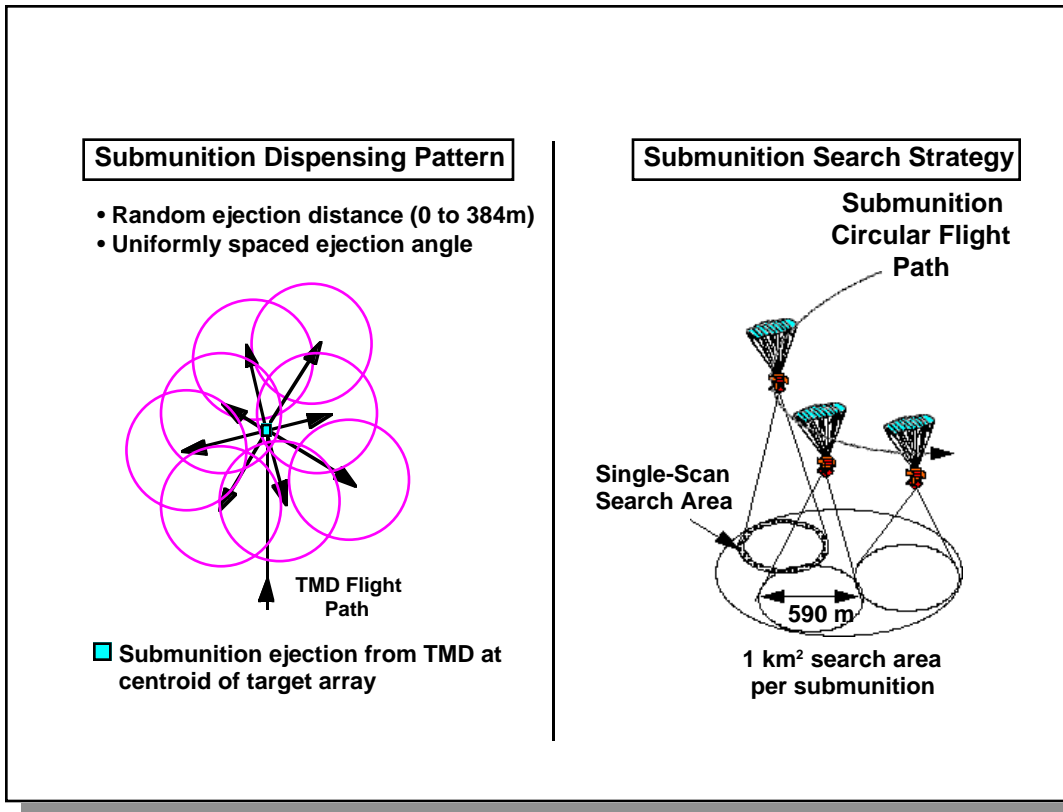 Submunition Dispensing Pattern
• Random ejection distance (0 to 384m)
• Uniformly spaced ejection angle
TMD Flight
Path
Submunition ejection from TMD at
centroid of target array
Submunition Search Strategy
Submunition
Circular Flight
Path
Single-Scan
Search Area
590 m
1 km² search area
per submunition